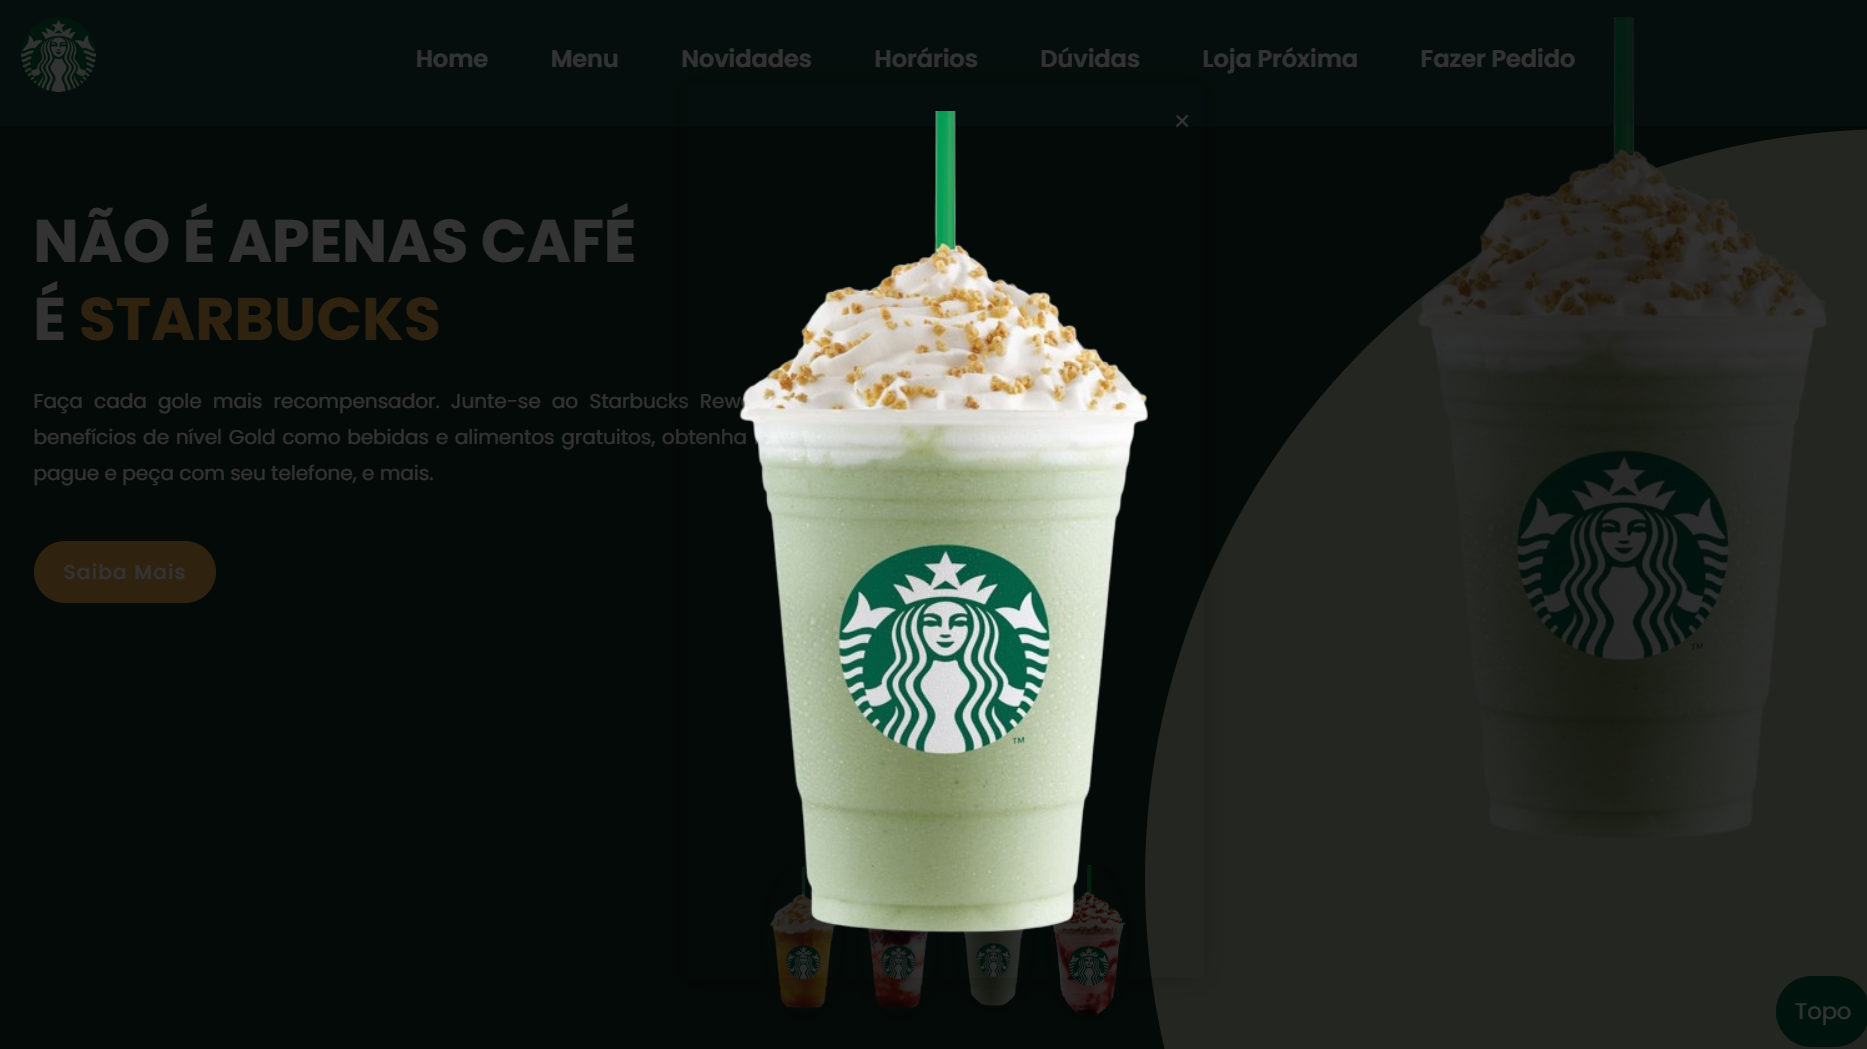 Home Menu Novidades Horários Dúvidas Loja Próxima Fazer Pedido
×
NÃO É APENAS CAFÉ
É STARBUCKS
Faça cada gole mais recompensador. Junte-se ao Starbucks Rew
benefícios de nível Gold como bebidas e alimentos gratuitos, obtenha
pague e peça com seu telefone, e mais.
Saiba Mais
TM
TM
Topo